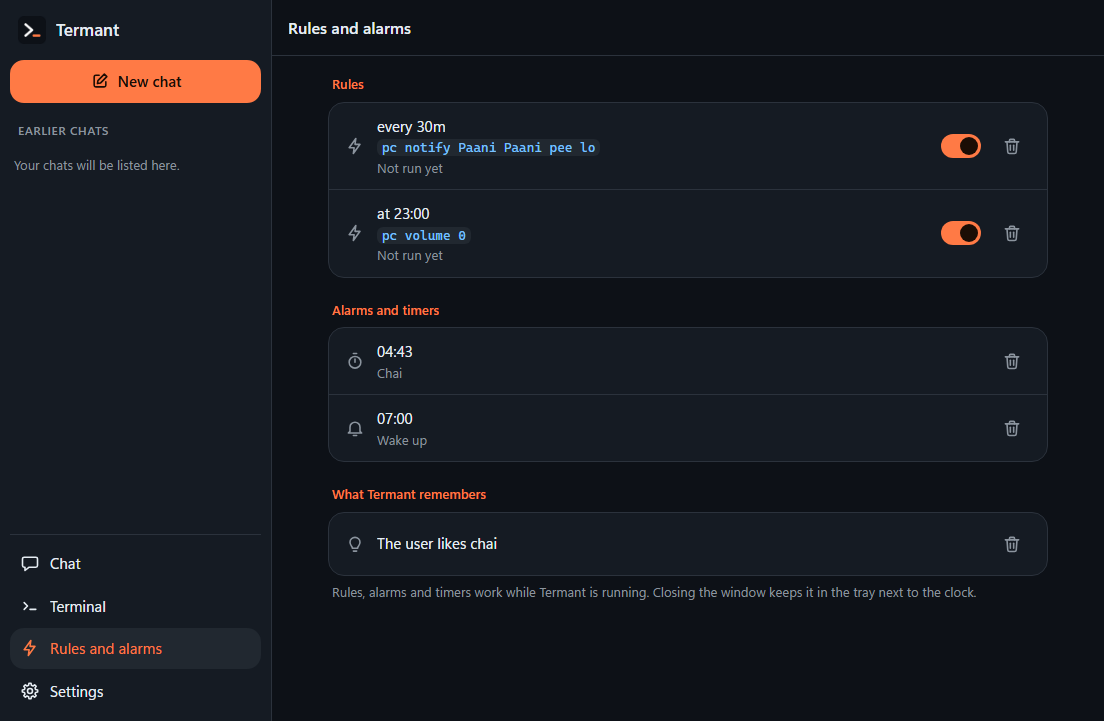 Termant
New chat
EARLIER CHATS
Your chats will be listed here.
Chat
Terminal
Rules and alarms
Settings
Rules and alarms
Rules
every 30m
pc notify Paani Paani pee lo
Not run yet
at 23:00
pc volume 0
Not run yet
Alarms and timers
04:43
Chai
07:00
Wake up
What Termant remembers
The user likes chai
Rules, alarms and timers work while Termant is running. Closing the window keeps it in the tray next to the clock.